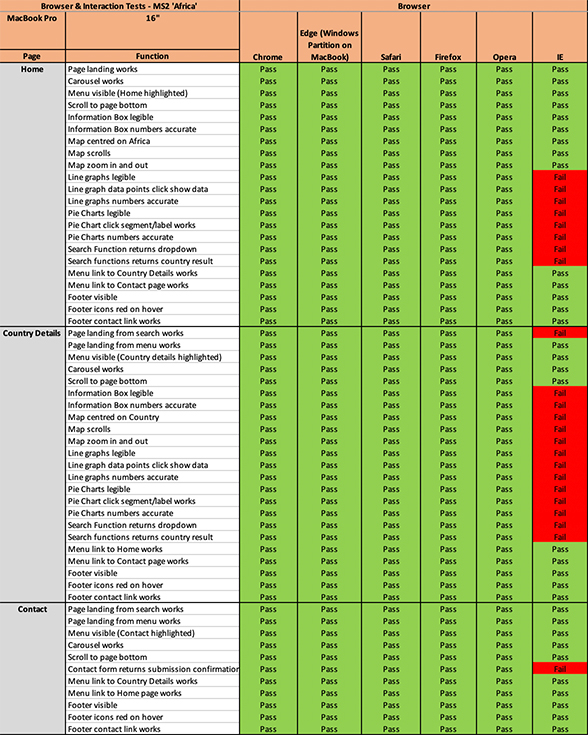 Browser & Interaction Tests - MS2 'Africa' Browser
MacBook Pro 16" Edge (Windows Partition on MacBook)
Page Function Chrome Safari Firefox Opera IE
Home Page landing works Pass Pass Pass Pass Pass Pass
Carousel works Pass Pass Pass Pass Pass Pass
Menu visible (Home highlighted) Pass Pass Pass Pass Pass Pass
Scroll to page bottom Pass Pass Pass Pass Pass Pass
Information Box legible Pass Pass Pass Pass Pass Pass
Information Box numbers accurate Pass Pass Pass Pass Pass Pass
Map centred on Africa Pass Pass Pass Pass Pass Pass
Map scrolls Pass Pass Pass Pass Pass Pass
Map zoom in and out Pass Pass Pass Pass Pass Pass
Line graphs legible Pass Pass Pass Pass Pass Fail
Line graph data points click show data Pass Pass Pass Pass Pass Fail
Line graphs numbers accurate Pass Pass Pass Pass Pass Fail
Pie Charts legible Pass Pass Pass Pass Pass Fail
Pie Chart click segment/label works Pass Pass Pass Pass Pass Fail
Pie Charts numbers accurate Pass Pass Pass Pass Pass Fail
Search Function returns dropdown Pass Pass Pass Pass Pass Fail
Search functions returns country result Pass Pass Pass Pass Pass Fail
Menu link to Country Details works Pass Pass Pass Pass Pass Pass
Menu link to Contact page works Pass Pass Pass Pass Pass Pass
Footer visible Pass Pass Pass Pass Pass Pass
Footer icons red on hover Pass Pass Pass Pass Pass Pass
Footer contact link works Pass Pass Pass Pass Pass Pass
Country Details Page landing from search works Pass Pass Pass Pass Pass Fail
Page landing from menu works Pass Pass Pass Pass Pass Pass
Menu visible (Country details highlighted) Pass Pass Pass Pass Pass Pass
Carousel works Pass Pass Pass Pass Pass Pass
Scroll to page bottom Pass Pass Pass Pass Pass Pass
Information Box legible Pass Pass Pass Pass Pass Fail
Information Box numbers accurate Pass Pass Pass Pass Pass Fail
Map centred on Country Pass Pass Pass Pass Pass Fail
Map scrolls Pass Pass Pass Pass Pass Fail
Map zoom in and out Pass Pass Pass Pass Pass Fail
Line graphs legible Pass Pass Pass Pass Pass Fail
Line graph data points click show data Pass Pass Pass Pass Pass Fail
Line graphs numbers accurate Pass Pass Pass Pass Pass Fail
Pie Charts legible Pass Pass Pass Pass Pass Fail
Pie Chart click segment/label works Pass Pass Pass Pass Pass Fail
Pie Charts numbers accurate Pass Pass Pass Pass Pass Fail
Search Function returns dropdown Pass Pass Pass Pass Pass Fail
Search functions returns country result Pass Pass Pass Pass Pass Fail
Menu link to Home works Pass Pass Pass Pass Pass Pass
Menu link to Contact page works Pass Pass Pass Pass Pass Pass
Footer visible Pass Pass Pass Pass Pass Pass
Footer icons red on hover Pass Pass Pass Pass Pass Pass
Footer contact link works Pass Pass Pass Pass Pass Pass
Contact Page landing from search works Pass Pass Pass Pass Pass Pass
Page landing from menu works Pass Pass Pass Pass Pass Pass
Menu visible (Contact highlighted) Pass Pass Pass Pass Pass Pass
Carousel works Pass Pass Pass Pass Pass Pass
Scroll to page bottom Pass Pass Pass Pass Pass Pass
Contact form returns submission confirmation Pass Pass Pass Pass Pass Fail
Menu link to Country Details works Pass Pass Pass Pass Pass Pass
Menu link to Home page works Pass Pass Pass Pass Pass Pass
Footer visible Pass Pass Pass Pass Pass Pass
Footer icons red on hover Pass Pass Pass Pass Pass Pass
Footer contact link works Pass Pass Pass Pass Pass Pass